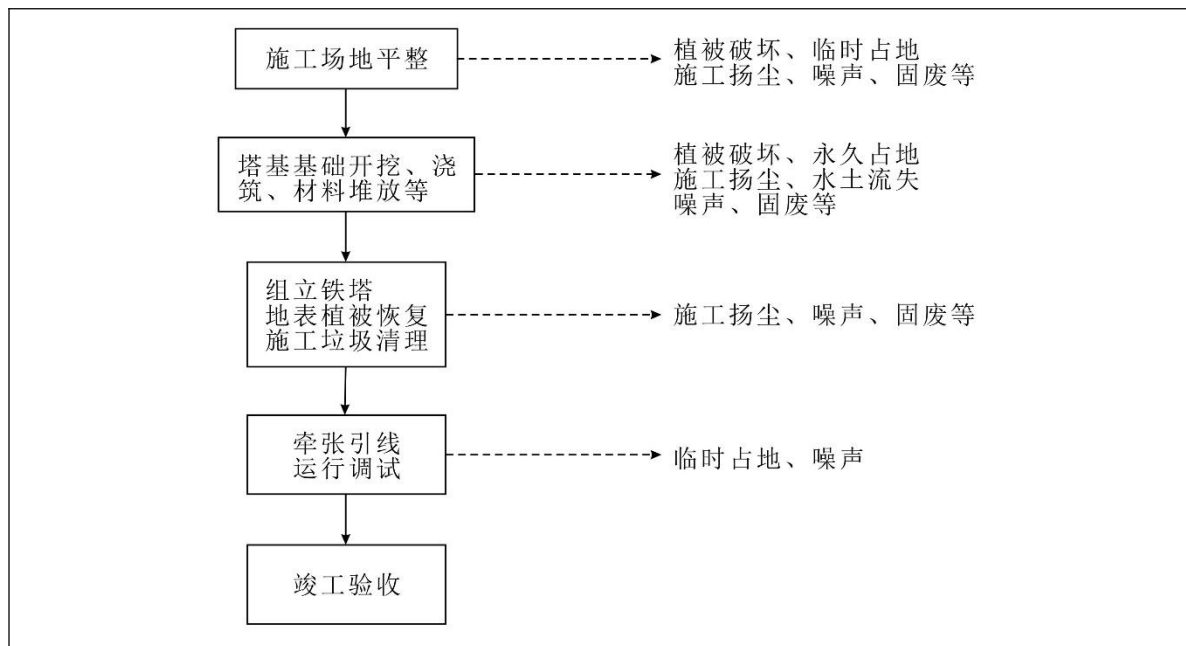 施工场地平整
植被破坏、临时占地
施工扬尘、噪声、固废等
塔基基础开挖、浇
筑、材料堆放等
植被破坏、永久占地
施工扬尘、水土流失
噪声、固废等
组立铁塔
地表植被恢复
施工垃圾清理
施工扬尘、噪声、固废等
牵张引线
运行调试
临时占地、噪声
竣工验收